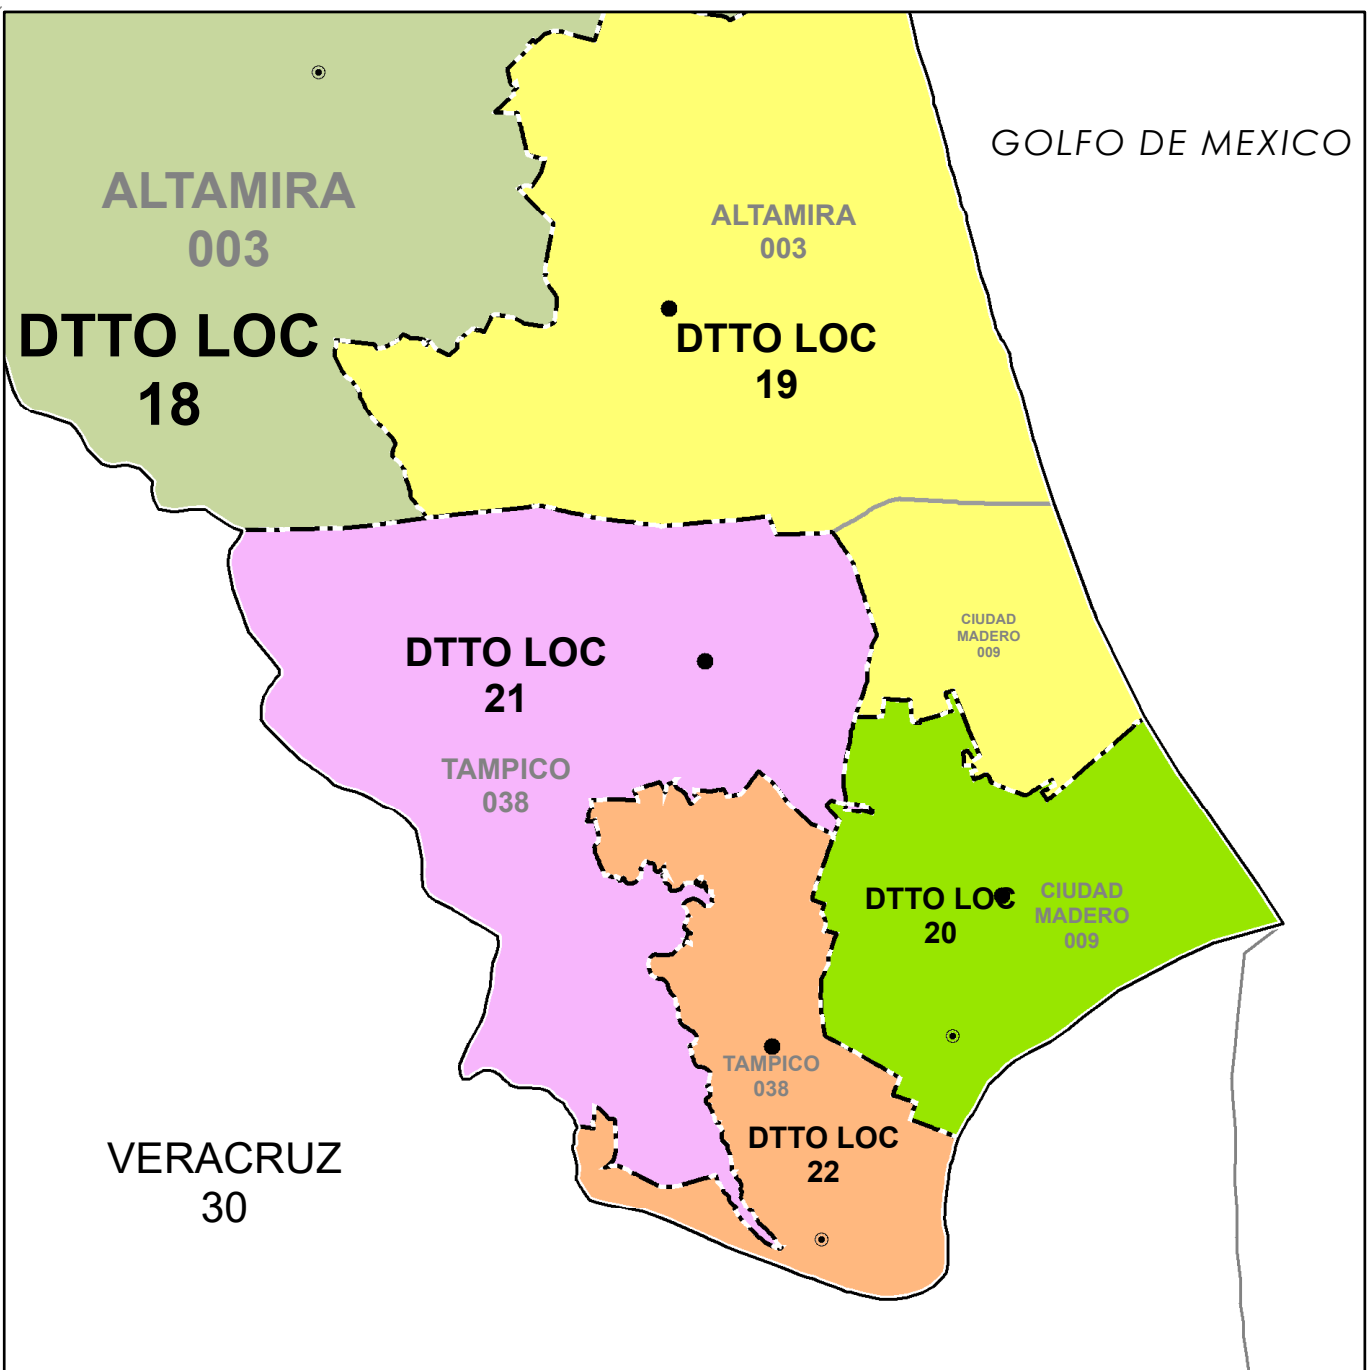 GOLFO DE MEXICO
ALTAMIRA
003
DTTO LOC
18
ALTAMIRA
003
DTTO LOC
19
CIUDAD
MADERO
009
DTTO LOC
21
TAMPICO
038
DTTO LOC
20
CIUDAD
MADERO
009
TAMPICO
038
DTTO LOC
22
VERACRUZ
30